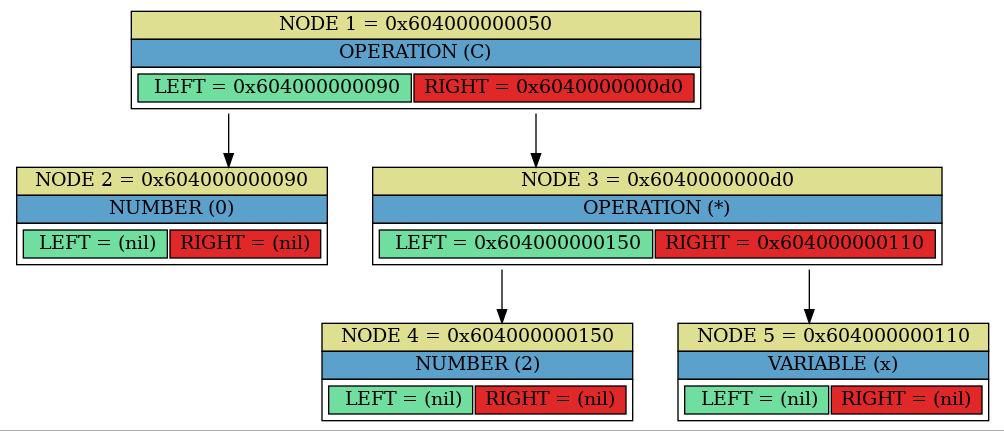 NODE 1 = 0x604000000050
OPERATION (C)
LEFT = 0x604000000090 RIGHT = 0x6040000000d0
NODE 2 = 0x604000000090
NUMBER (0)
LEFT = (nil) RIGHT = (nil)
NODE 3 = 0x6040000000d0
OPERATION (*)
LEFT = 0x604000000150 RIGHT = 0x604000000110
NODE 4 = 0x604000000150
NUMBER (2)
LEFT = (nil) RIGHT = (nil)
NODE 5 = 0x604000000110
VARIABLE (x)
LEFT = (nil) RIGHT = (nil)